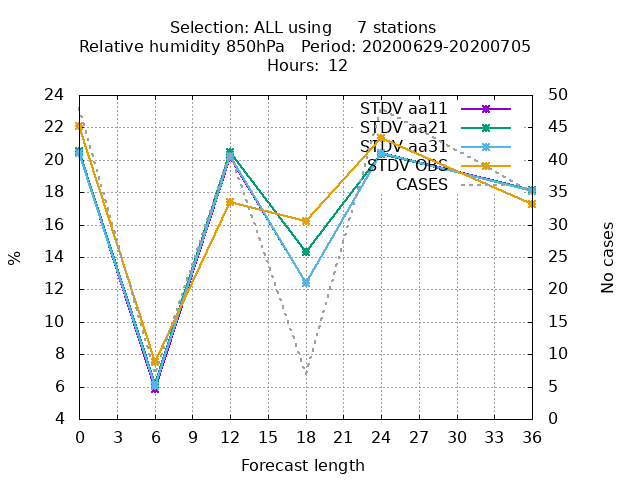 Selection: ALL using 7 stations
Relative humidity 850hPa Period: 20200629-20200705
Hours: 12
24 50
22 45
20 40
18 35
16 30
14 25
12 20
10 15
8 10
6 5
4 0
STDV aa11
STDV aa21
STDV aa31
STDV OBS
CASES
%
No cases
0 3 6 9 12 15 18 21 24 27 30 33 36
Forecast length